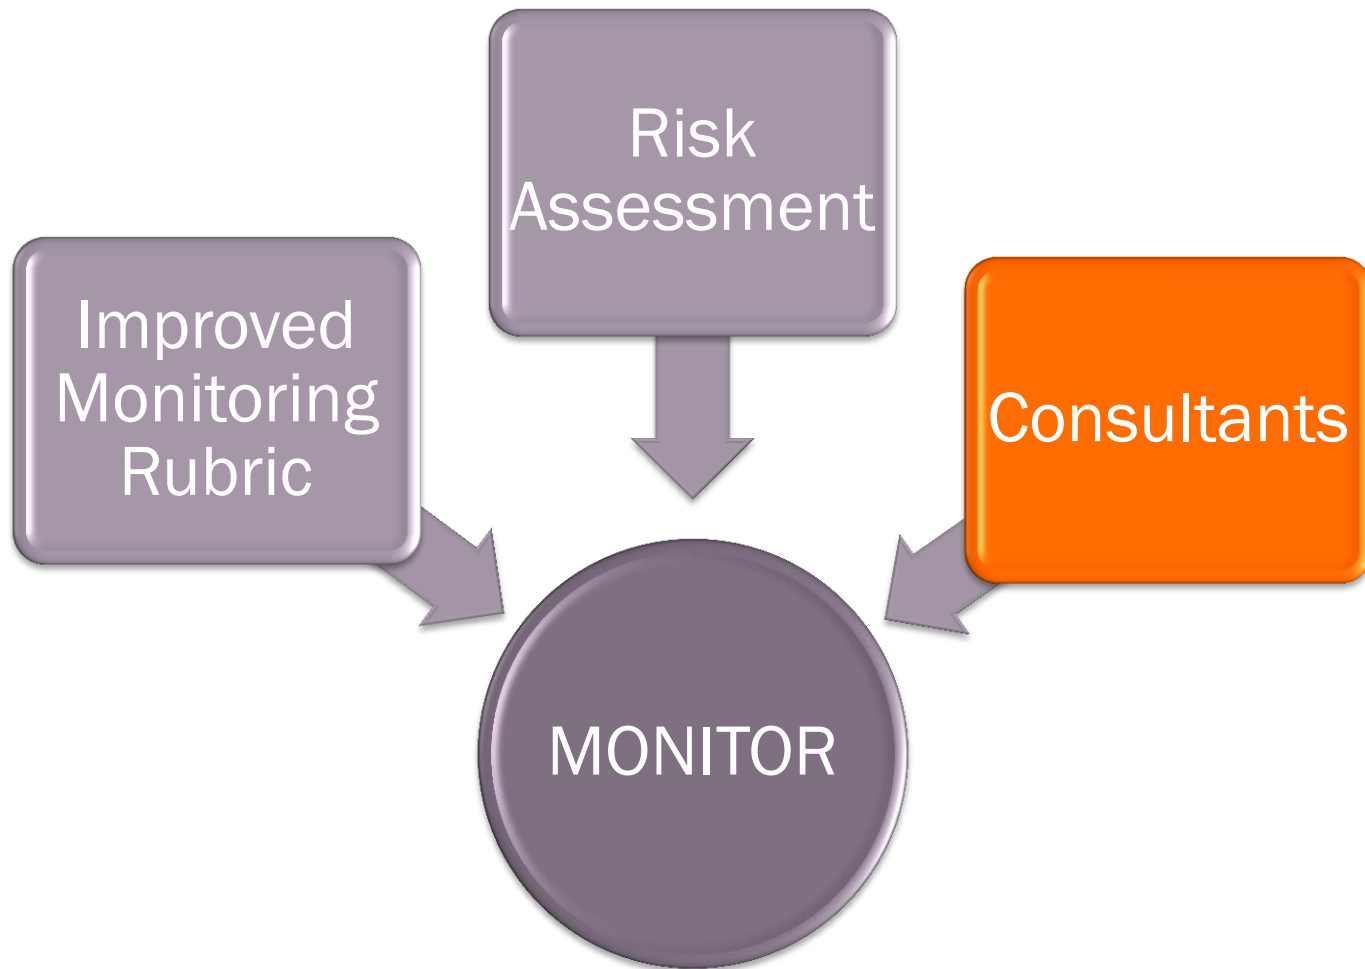 Risk
Assessment
Improved
Monitoring
Rubric
Consultants
MONITOR